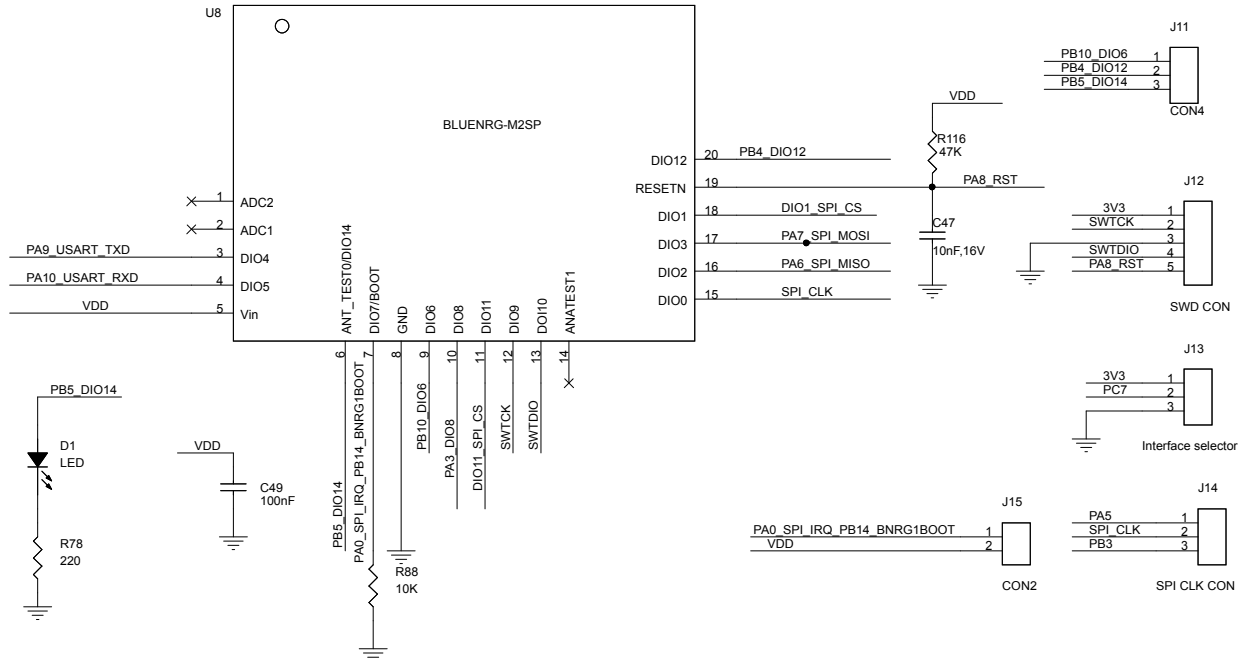 U8
BLUENRG-M2SP
1 ADC2
2 ADC1
PA9_USART_TXD 3 DIO4
PA10_USART_RXD 4 DIO5
VDD 5 Vin
ANT_TEST0/DIO14 6 PB5_DIO14
DIO7/BOOT 7 PA0_SPI_IRQ_PB14_BNRG1BOOT
GND 8
DIO6 9 PB10_DIO6
DIO8 10 PA3_DIO8
DIO11 11 DIO11_SPI_CS
DIO9 12 SWTCK
DOI10 13 SWTDIO
ANATEST1 14
DIO12 20 PB4_DIO12
RESETN 19 PA8_RST
DIO1 18 DIO1_SPI_CS
DIO3 17 PA7_SPI_MOSI
DIO2 16 PA6_SPI_MISO
DIO0 15 SPI_CLK
VDD
R116
47K
C47
10nF,16V
J11
PB10_DIO6 1
PB4_DIO12 2
PB5_DIO14 3
CON4
J12
3V3 1
SWTCK 2
3
SWTDIO 4
PA8_RST 5
SWD CON
J13
3V3 1
PC7 2
3
Interface selector
PB5_DIO14
D1
LED
R78
220
VDD
C49
100nF
R88
10K
J15
PA0_SPI_IRQ_PB14_BNRG1BOOT 1
VDD 2
CON2
J14
PA5 1
SPI_CLK 2
PB3 3
SPI CLK CON